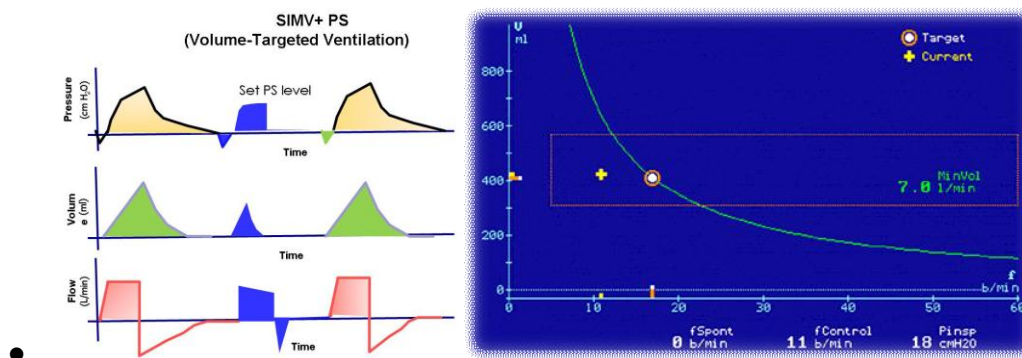 SIMV+ PS
(Volume-Targeted Ventilation)
Pressure
(cm H₂O)
Set PS level
Time
Volum
e (ml)
Time
Flow
(L/min)
Time
V
ml
Target
Current
800
600
400
200
0
MinVol
7.0 l/min
f
b/min
0 10 20 30 40 50 60
fSpont fControl Pinsp
0 b/min 11 b/min 18 cmH2O